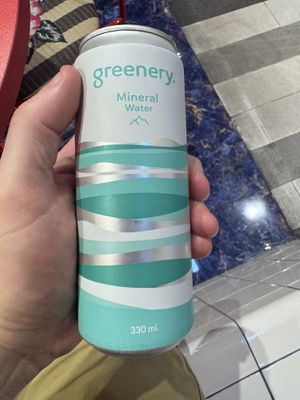 greenery.
Mineral
Water
330 ml.